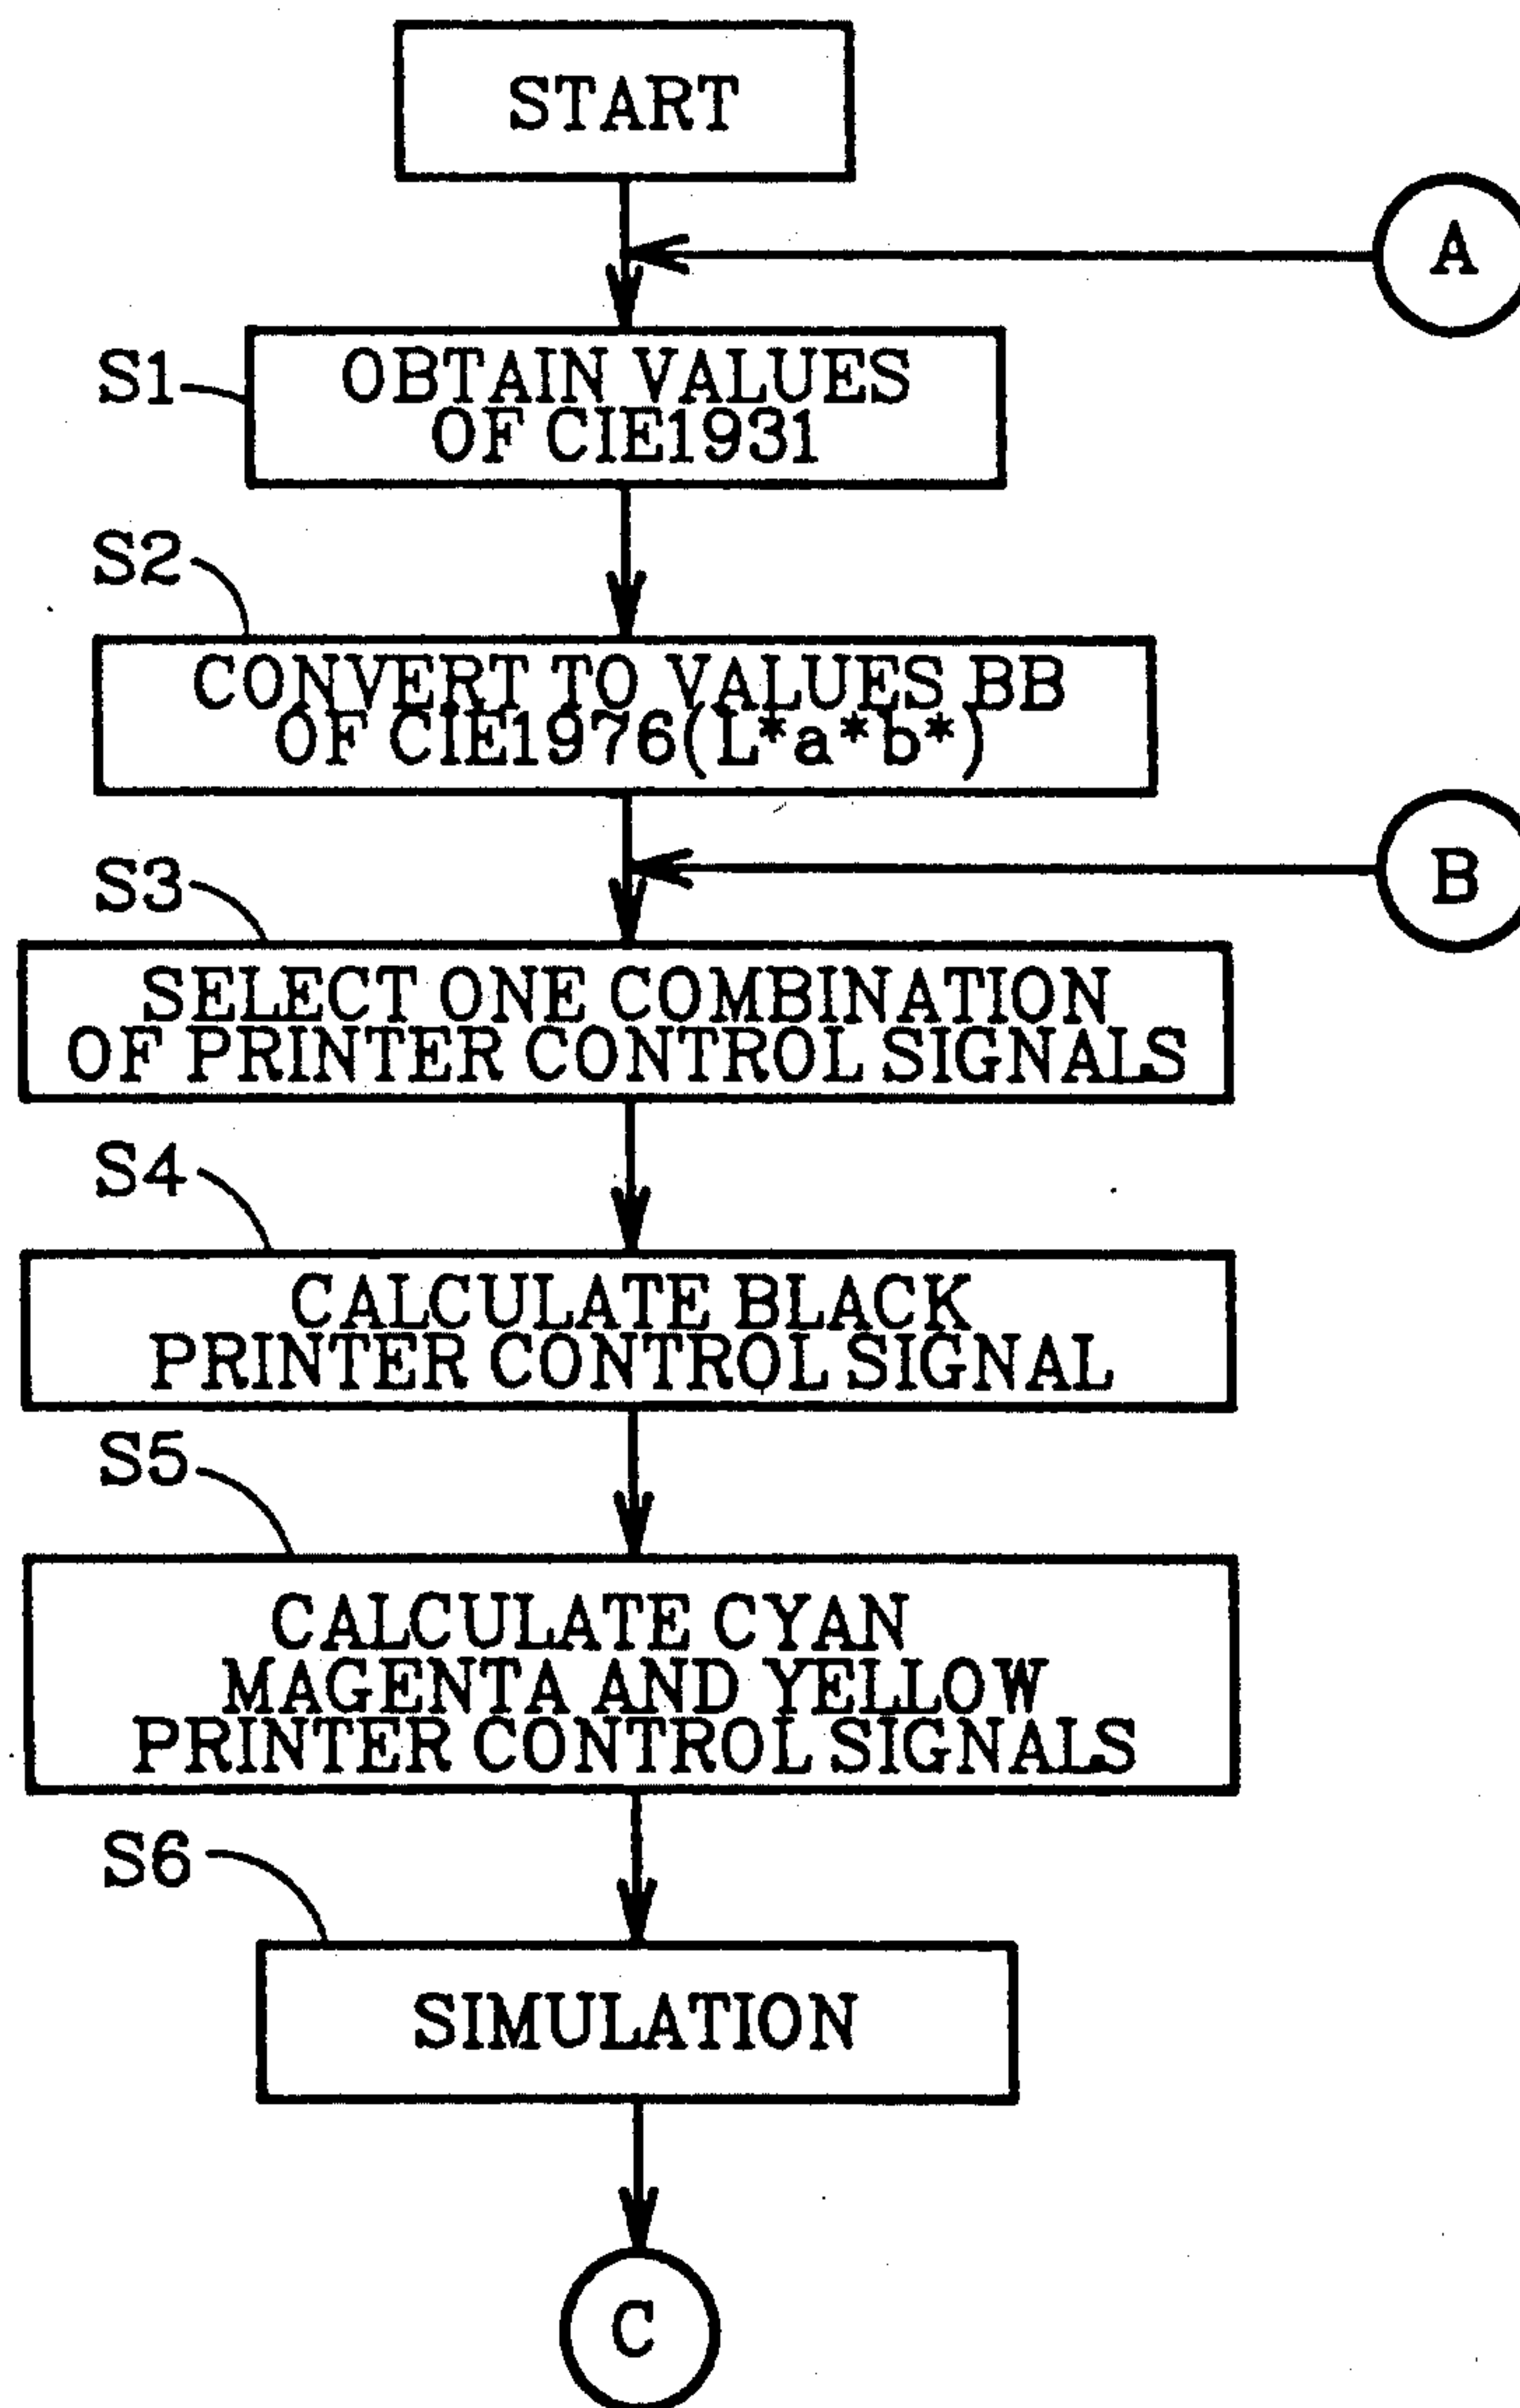 START
A
S1
OBTAIN VALUES
OF CIE1931
S2
CONVERT TO VALUES BB
OF CIE1976(L*a*b*)
B
S3
SELECT ONE COMBINATION
OF PRINTER CONTROL SIGNALS
S4
CALCULATE BLACK
PRINTER CONTROL SIGNAL
S5
CALCULATE CYAN
MAGENTA AND YELLOW
PRINTER CONTROL SIGNALS
S6
SIMULATION
C